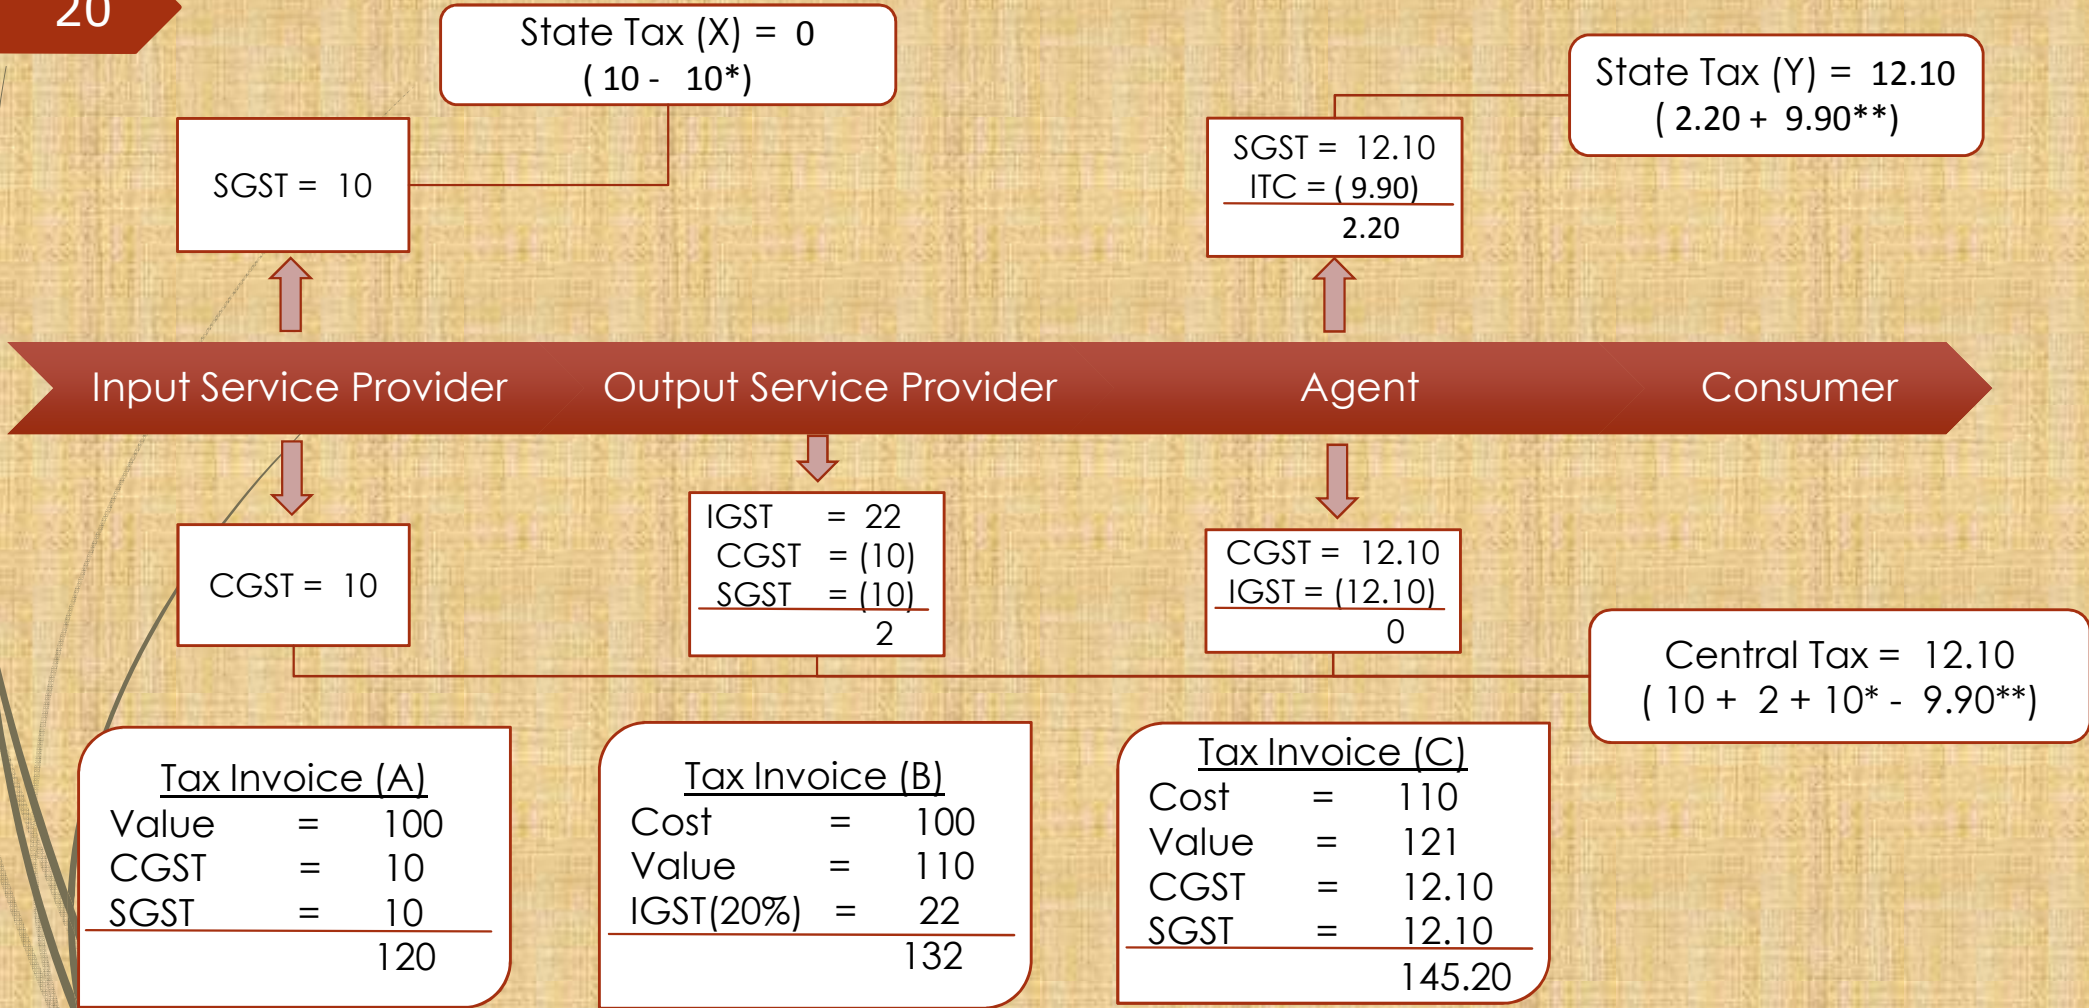 20
State Tax (X) = 0
( 10 - 10*)
State Tax (Y) = 12.10
( 2.20 + 9.90**)
SGST = 10
SGST = 12.10
ITC = ( 9.90)
2.20
Input Service Provider
Output Service Provider
Agent
Consumer
CGST = 10
IGST = 22
CGST = (10)
SGST = (10)
2
CGST = 12.10
IGST = (12.10)
0
Central Tax = 12.10
( 10 + 2 + 10* - 9.90**)
Tax Invoice (A)
Value = 100
CGST = 10
SGST = 10
120
Tax Invoice (B)
Cost = 100
Value = 110
IGST(20%) = 22
132
Tax Invoice (C)
Cost = 110
Value = 121
CGST = 12.10
SGST = 12.10
145.20